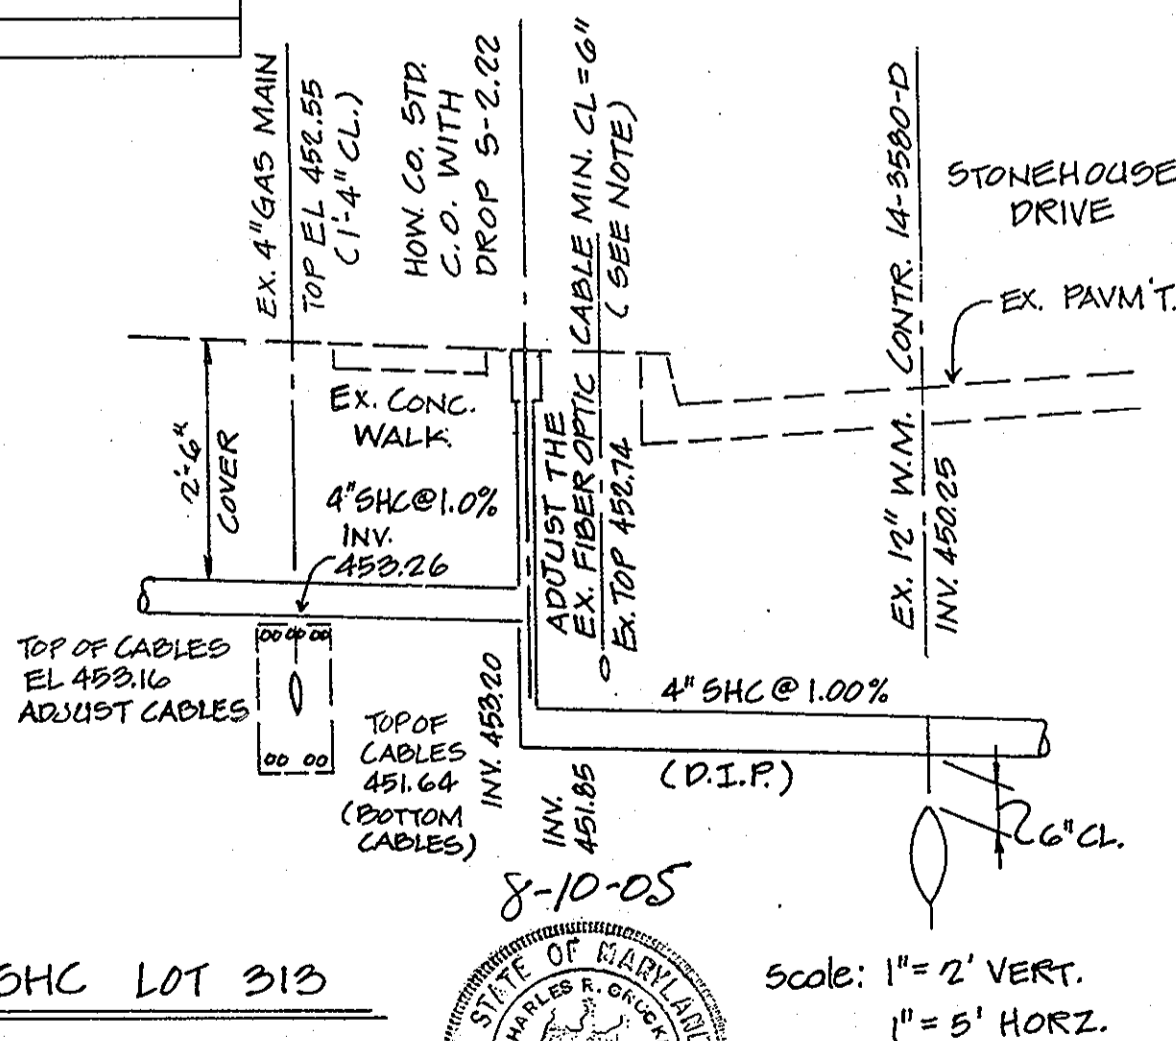 EX. 4" GAS MAIN
TOP EL 452.55
(1'-4" CL.)
HOW. CO. STD.
C.O. WITH
DROP S-2.22
ADJUST THE
EX. FIBER OPTIC CABLE MIN. CL = 6"
EX. TOP 452.74 (SEE NOTE)
EX. 12" W.M. CONTR. 14-3580-D
INV. 450.25
STONEHOUSE
DRIVE
EX. PAVM'T.
2'-6"
COVER
EX. CONC.
WALK
4" SHC @ 1.0%
INV.
453.26
TOP OF CABLES
EL 453.16
ADJUST CABLES
TOP OF
CABLES
451.64
(BOTTOM
CABLES)
INV. 453.20
INV.
451.85
4" SHC @ 1.00%
(D.I.P.)
6" CL.
8-10-05
SHC LOT 313
STATE OF MARYLAND
CHARLES R.
Scale: 1" = 2' VERT.
1" = 5' HORZ.